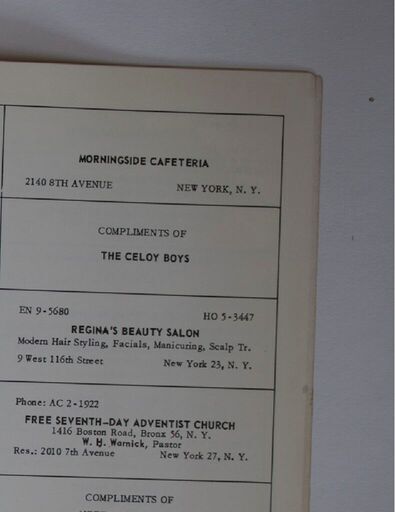 MORNINGSIDE CAFETERIA
2140 8TH AVENUE NEW YORK, N. Y.
COMPLIMENTS OF
THE CELOY BOYS
EN 9-5680 HO 5-3447
REGINA'S BEAUTY SALON
Modern Hair Styling, Facials, Manicuring, Scalp Tr.
9 West 116th Street New York 23, N. Y.
Phone: AC 2-1922
FREE SEVENTH-DAY ADVENTIST CHURCH
1416 Boston Road, Bronx 56, N. Y.
W. H. Warnick, Pastor
Res.: 2010 7th Avenue New York 27, N. Y.
COMPLIMENTS OF